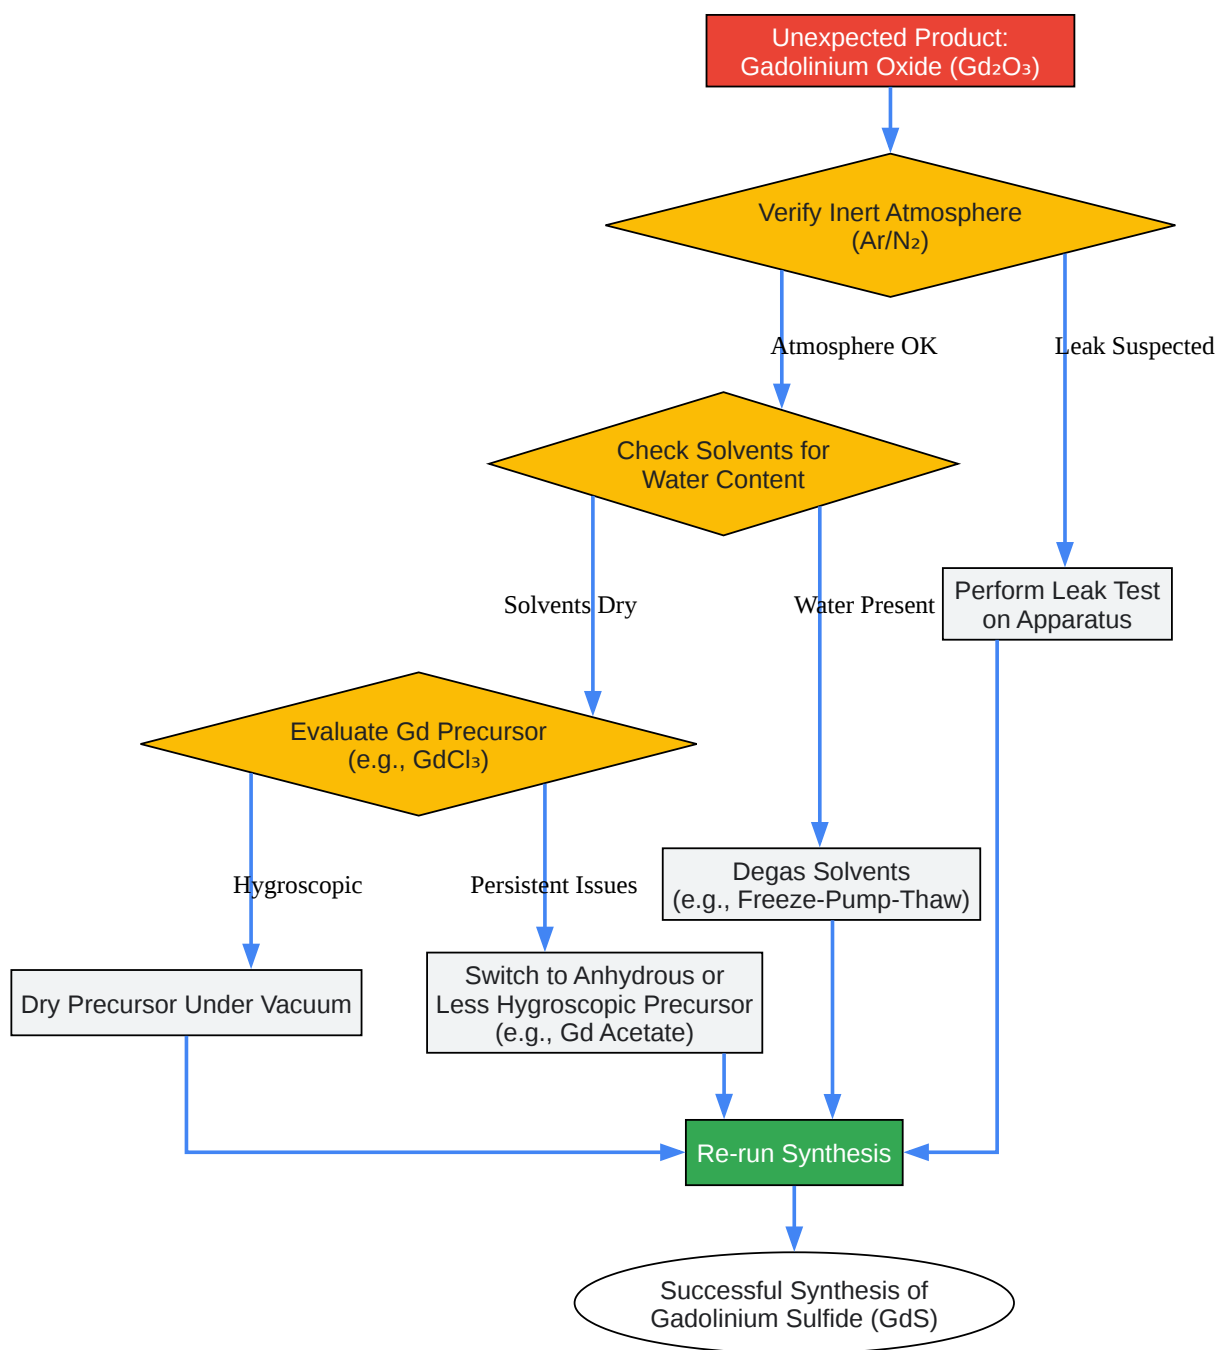 Unexpected Product:
Gadolinium Oxide (Gd₂O₃)
Verify Inert Atmosphere
(Ar/N₂)
Atmosphere OK
Leak Suspected
Check Solvents for
Water Content
Solvents Dry
Water Present
Perform Leak Test
on Apparatus
Evaluate Gd Precursor
(e.g., GdCl₃)
Hygroscopic
Persistent Issues
Degas Solvents
(e.g., Freeze-Pump-Thaw)
Dry Precursor Under Vacuum
Switch to Anhydrous or
Less Hygroscopic Precursor
(e.g., Gd Acetate)
Re-run Synthesis
Successful Synthesis of
Gadolinium Sulfide (GdS)